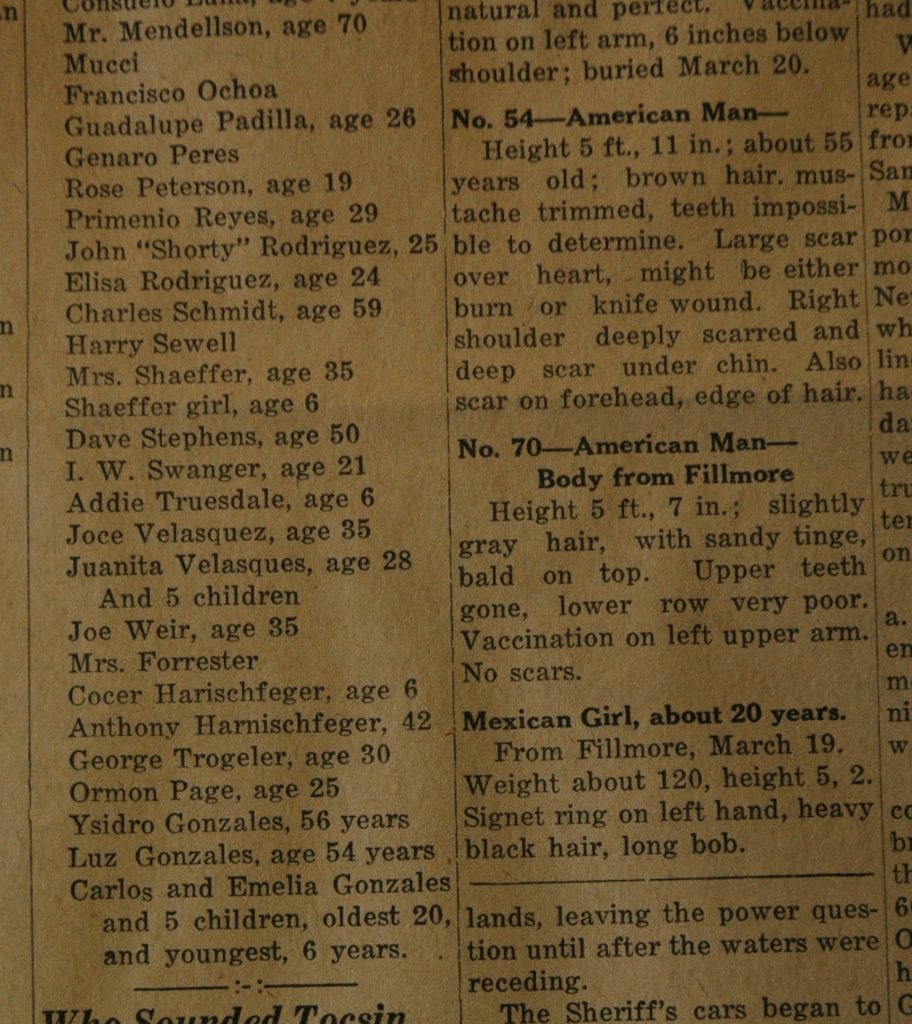 Consuelo Luna, age
Mr. Mendellson, age 70
Mucci
Francisco Ochoa
Guadalupe Padilla, age 26
Genaro Peres
Rose Peterson, age 19
Primenio Reyes, age 29
John "Shorty" Rodriguez, 25
Elisa Rodriguez, age 24
Charles Schmidt, age 59
Harry Sewell
Mrs. Shaeffer, age 35
Shaeffer girl, age 6
Dave Stephens, age 50
I. W. Swanger, age 21
Addie Truesdale, age 6
Joce Velasquez, age 35
Juanita Velasques, age 28
And 5 children
Joe Weir, age 35
Mrs. Forrester
Cocer Harischfeger, age 6
Anthony Harnischfeger, 42
George Trogeler, age 30
Ormon Page, age 25
Ysidro Gonzales, 56 years
Luz Gonzales, age 54 years
Carlos and Emelia Gonzales
and 5 children, oldest 20,
and youngest, 6 years.
Who Sounded Tocsin
natural and perfect. Vaccina-
tion on left arm, 6 inches below
shoulder; buried March 20.
No. 54—American Man—
Height 5 ft., 11 in.; about 55
years old; brown hair. mus-
tache trimmed, teeth impossi-
ble to determine. Large scar
over heart, might be either
burn or knife wound. Right
shoulder deeply scarred and
deep scar under chin. Also
scar on forehead, edge of hair.
No. 70—American Man—
Body from Fillmore
Height 5 ft., 7 in.; slightly
gray hair, with sandy tinge,
bald on top. Upper teeth
gone, lower row very poor.
Vaccination on left upper arm.
No scars.
Mexican Girl, about 20 years.
From Fillmore, March 19.
Weight about 120, height 5, 2.
Signet ring on left hand, heavy
black hair, long bob.
lands, leaving the power ques-
tion until after the waters were
receding.
The Sheriff's cars began to